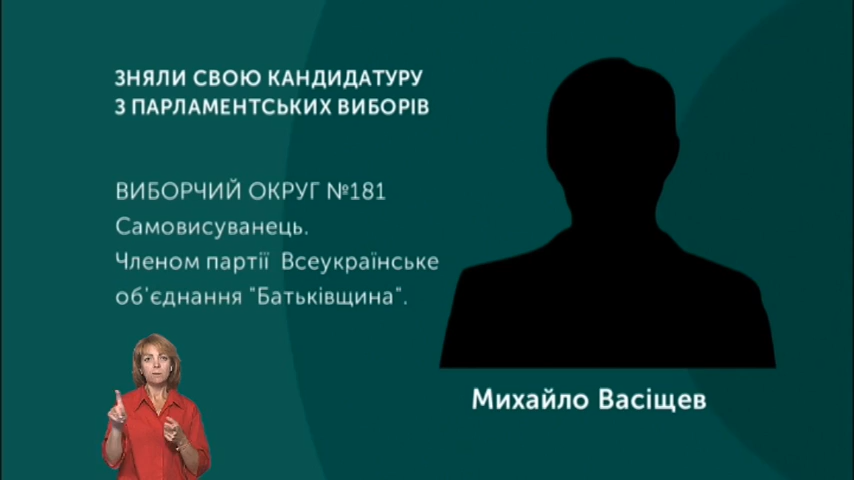 ЗНЯЛИ СВОЮ КАНДИДАТУРУ
З ПАРЛАМЕНТСЬКИХ ВИБОРІВ
ВИБОРЧИЙ ОКРУГ №181
Самовисуванець.
Членом партії Всеукраїнське
об'єднання "Батьківщина".
Михайло Васіщев